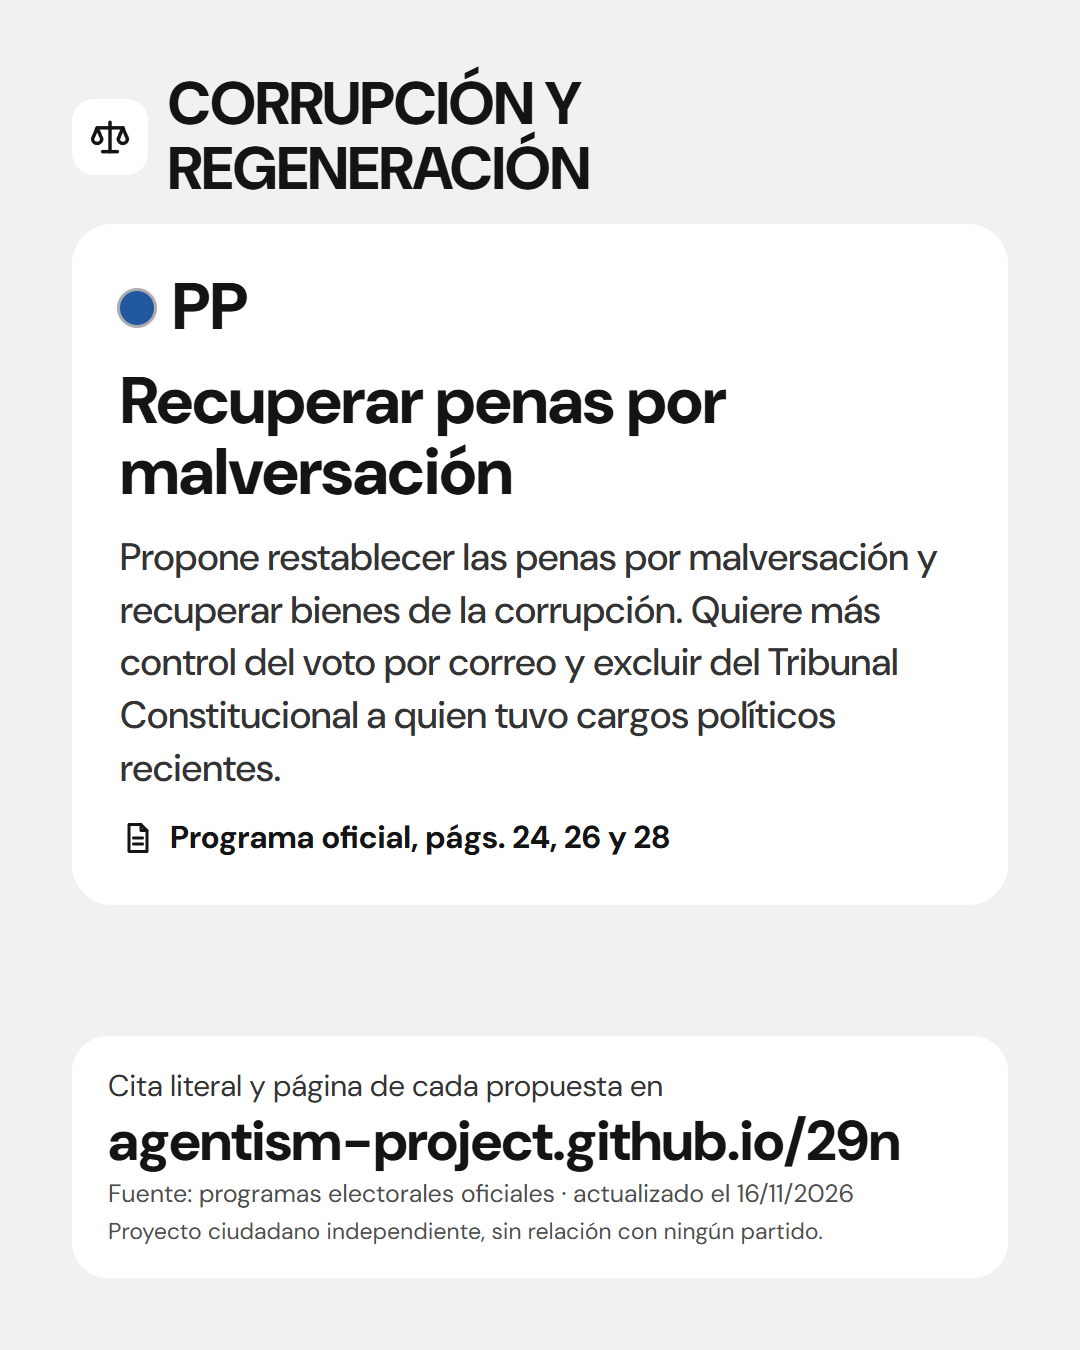 CORRUPCIÓN Y
REGENERACIÓN
PP
Recuperar penas por
malversación
Propone restablecer las penas por malversación y
recuperar bienes de la corrupción. Quiere más
control del voto por correo y excluir del Tribunal
Constitucional a quien tuvo cargos políticos
recientes.
Programa oficial, págs. 24, 26 y 28
Cita literal y página de cada propuesta en
agentism-project.github.io/29n
Fuente: programas electorales oficiales · actualizado el 16/11/2026
Proyecto ciudadano independiente, sin relación con ningún partido.